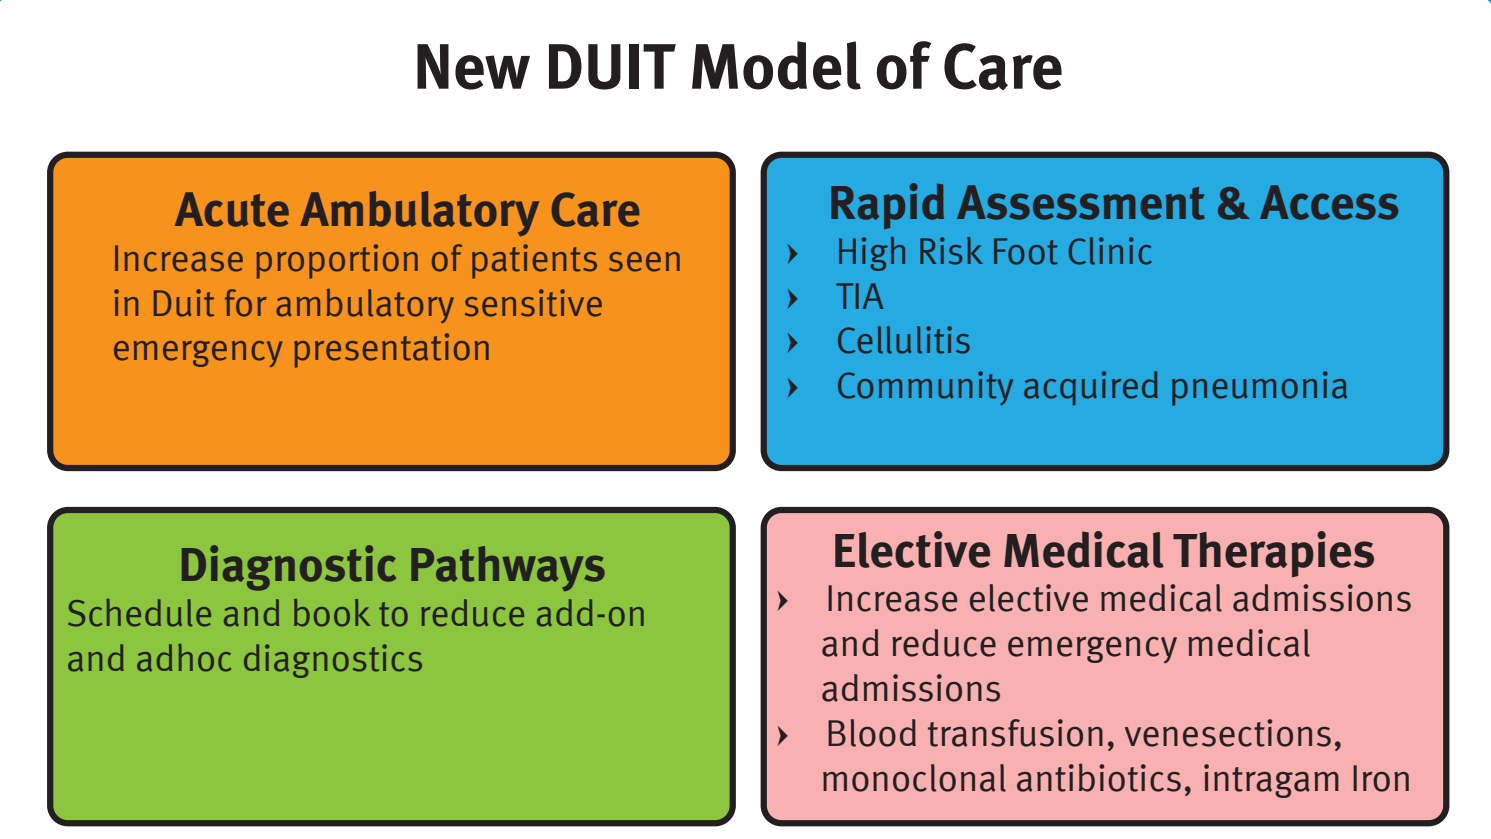 New DUIT Model of Care
Acute Ambulatory Care
Increase proportion of patients seen
in Duit for ambulatory sensitive
emergency presentation
Rapid Assessment & Access
› High Risk Foot Clinic
› TIA
› Cellulitis
› Community acquired pneumonia
Diagnostic Pathways
Schedule and book to reduce add-on
and adhoc diagnostics
Elective Medical Therapies
› Increase elective medical admissions
and reduce emergency medical
admissions
› Blood transfusion, venesections,
monoclonal antibiotics, intragam Iron